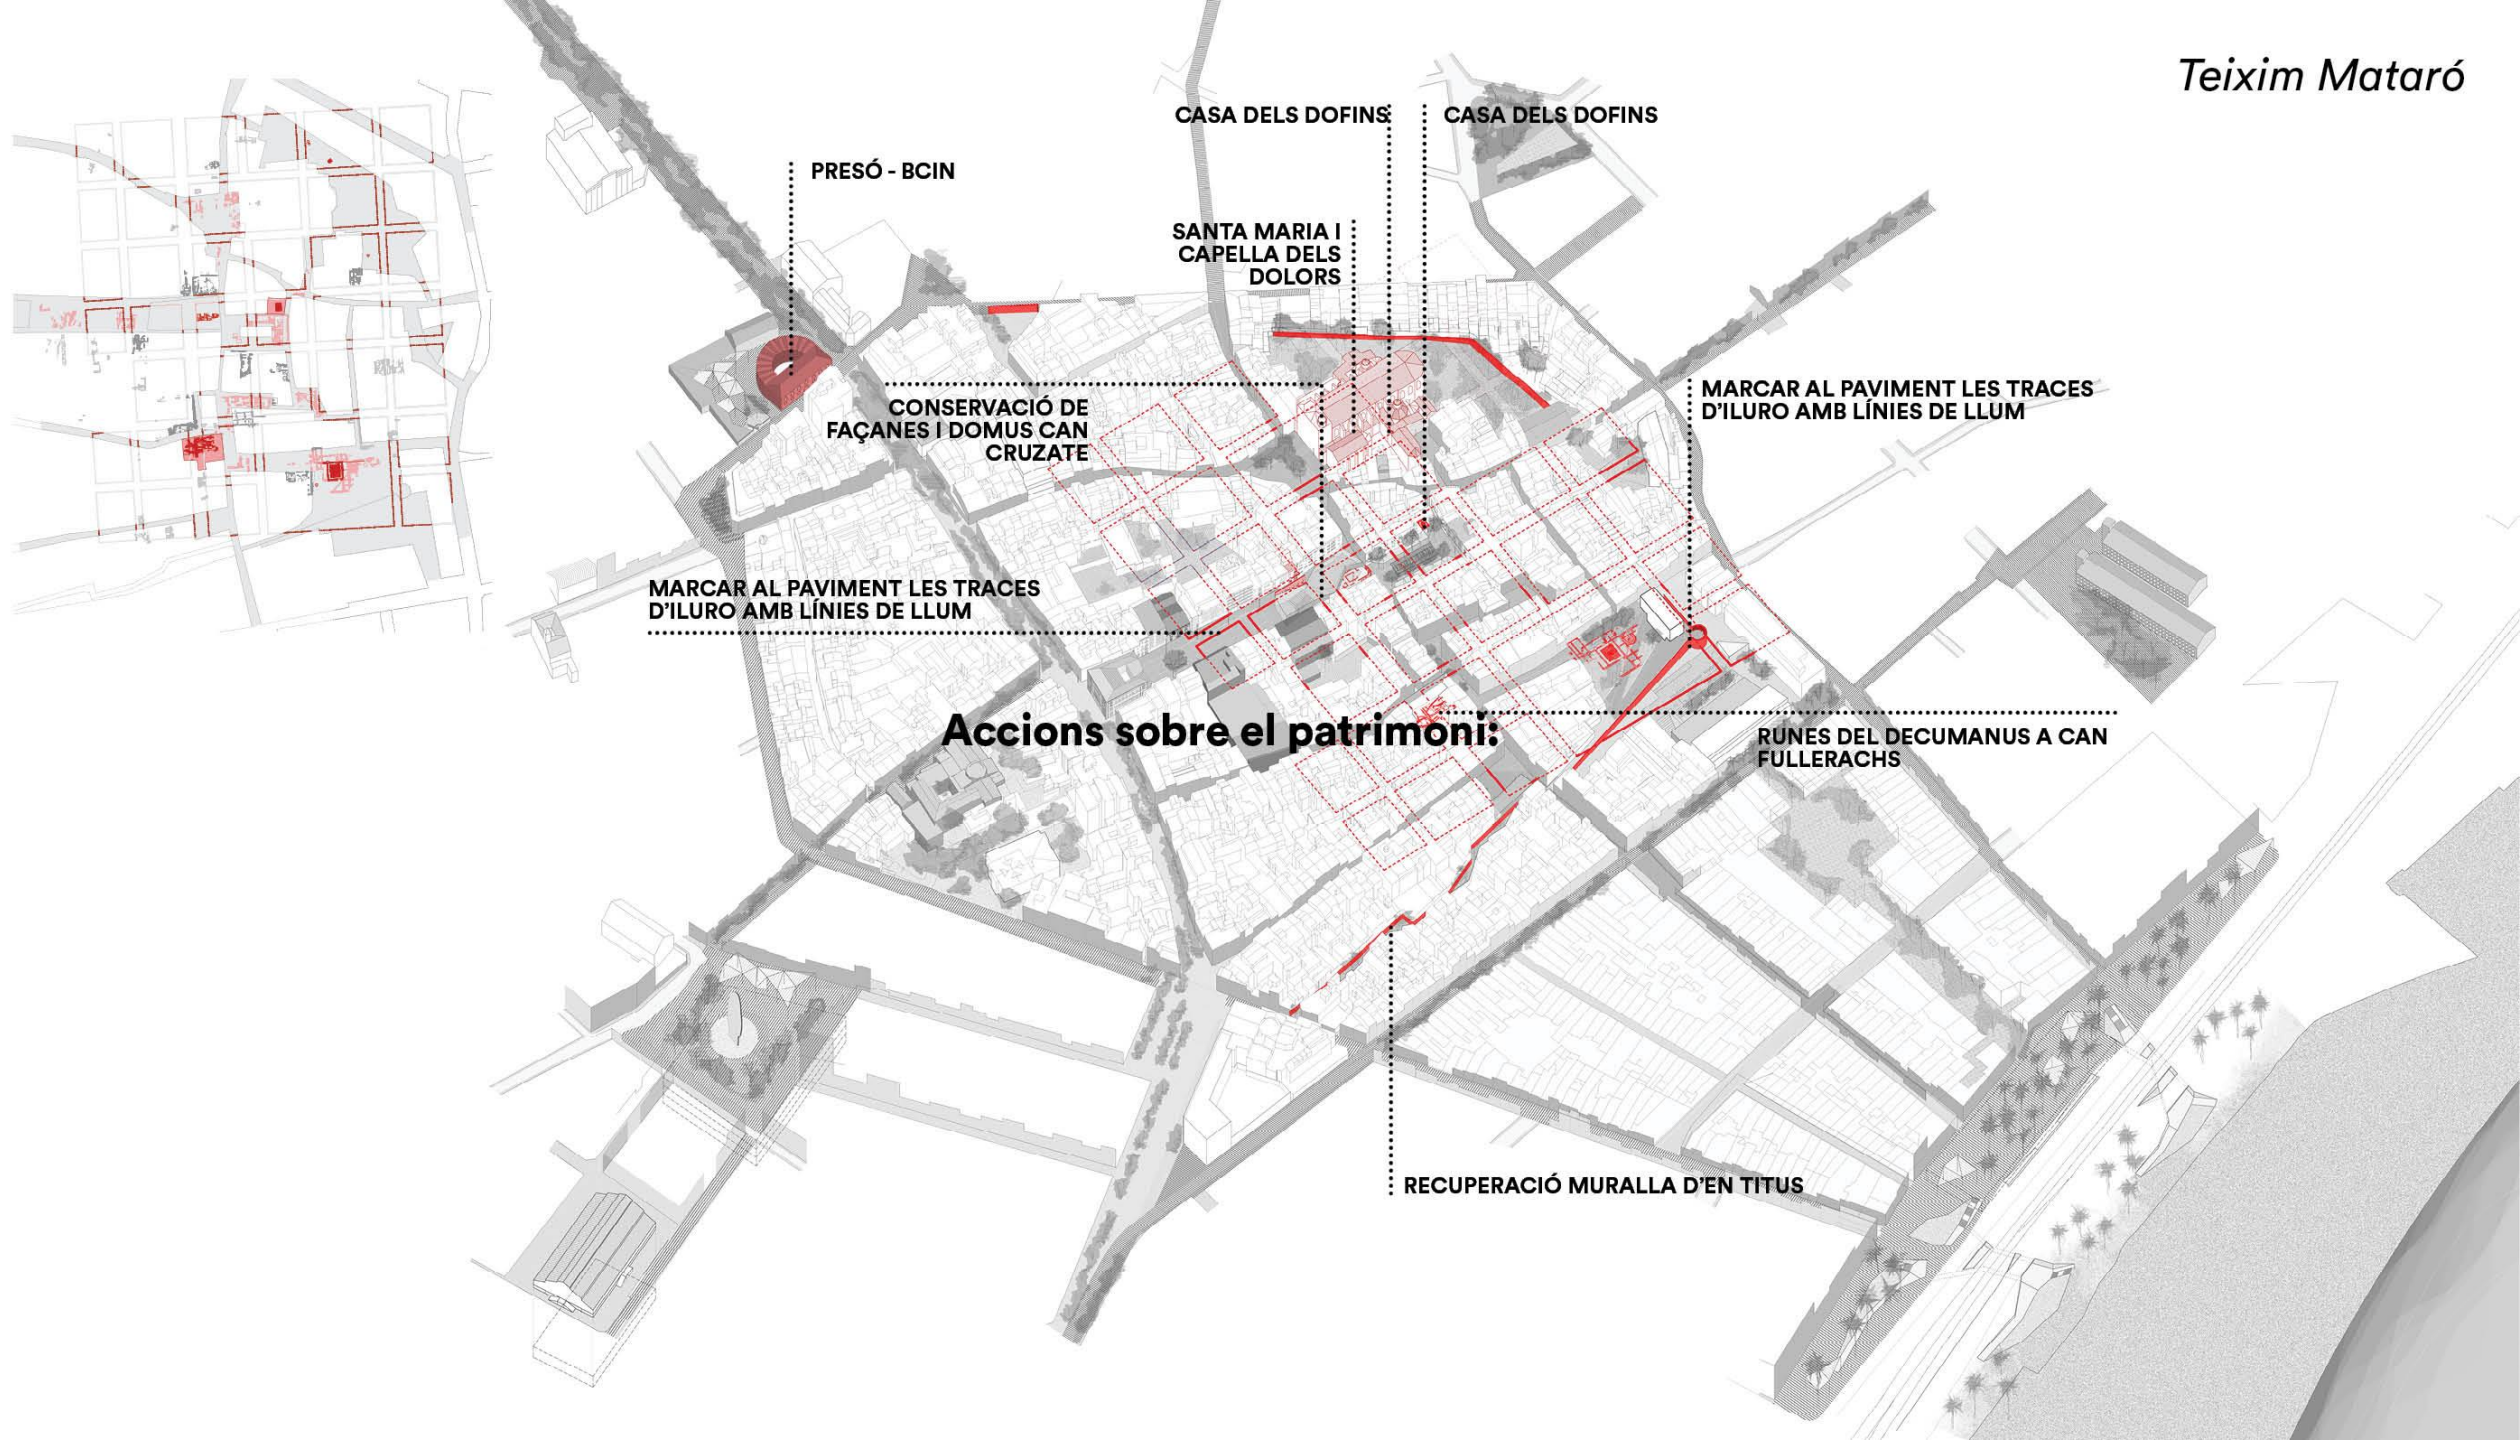 Teixim Mataró
CASA DELS DOFINS
CASA DELS DOFINS
PRESÓ - BCIN
SANTA MARIA I
CAPELLA DELS
DOLORS
MARCAR AL PAVIMENT LES TRACES
D'ILURO AMB LÍNIES DE LLUM
CONSERVACIÓ DE
FAÇANES I DOMUS CAN
CRUZATE
MARCAR AL PAVIMENT LES TRACES
D'ILURO AMB LÍNIES DE LLUM
Accions sobre el patrimoni:
RUNES DEL DECUMANUS A CAN
FULLERACHS
RECUPERACIÓ MURALLA D'EN TITUS